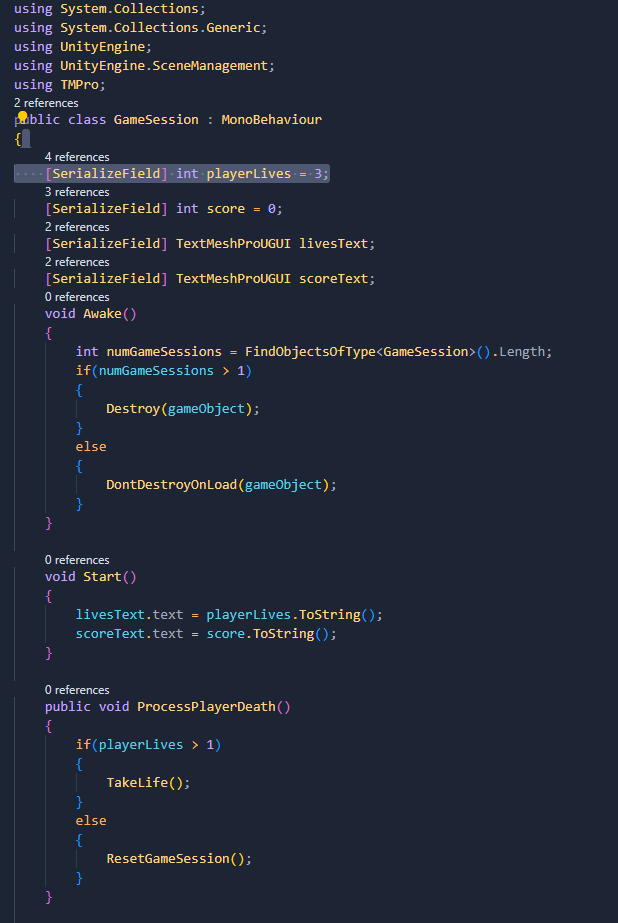 using System.Collections;
using System.Collections.Generic;
using UnityEngine;
using UnityEngine.SceneManagement;
using TMPro;
2 references
public class GameSession : MonoBehaviour
{
4 references
[SerializeField] int playerLives = 3;
3 references
[SerializeField] int score = 0;
2 references
[SerializeField] TextMeshProUGUI livesText;
2 references
[SerializeField] TextMeshProUGUI scoreText;
0 references
void Awake()
{
int numGameSessions = FindObjectsOfType<GameSession>().Length;
if(numGameSessions > 1)
{
Destroy(gameObject);
}
else
{
DontDestroyOnLoad(gameObject);
}
}
0 references
void Start()
{
livesText.text = playerLives.ToString();
scoreText.text = score.ToString();
}
0 references
public void ProcessPlayerDeath()
{
if(playerLives > 1)
{
TakeLife();
}
else
{
ResetGameSession();
}
}